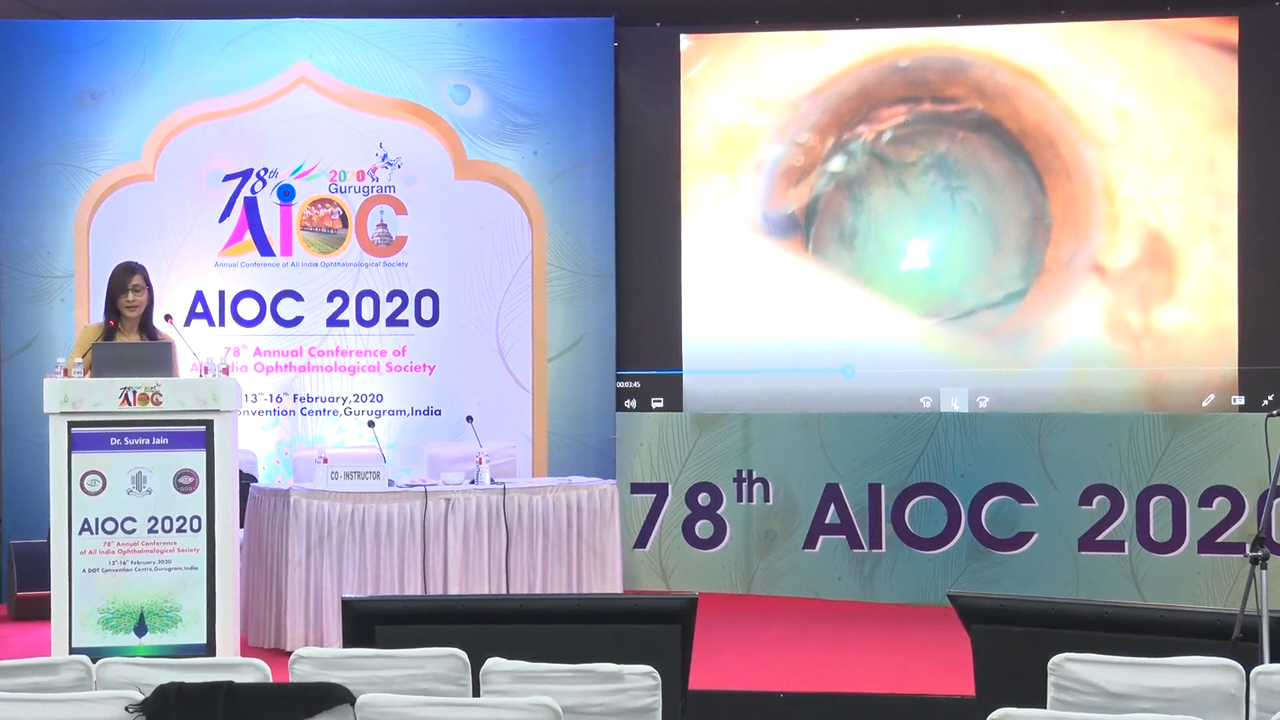 78th
2020
Gurugram
AIOC
Annual Conference of All India Ophthalmological Society
AIOC 2020
78th Annual Conference of
India Ophthalmological Society
13th-16th February,2020
Convention Centre,Gurugram,India
CO - INSTRUCTOR
AIOC
Dr. Suvira Jain
AIOC 2020
78th Annual Conference
of All India Ophthalmological Society
13th-16th February,2020
A DOT Convention Centre,Gurugram,India
00:03:45
10
30
78th AIOC 2020